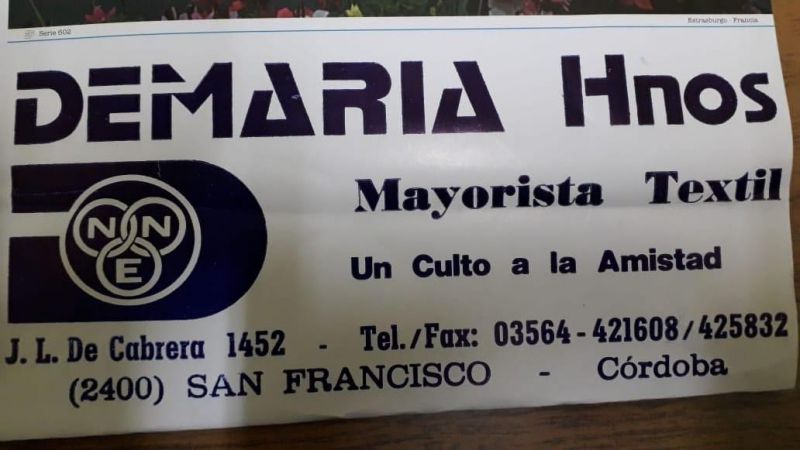 Serie 602
Estrasburgo - Francia
DEMARIA Hnos
N N
E
Mayorista Textil
Un Culto a la Amistad
J. L. De Cabrera 1452 - Tel./Fax: 03564-421608/425832
(2400) SAN FRANCISCO - Córdoba